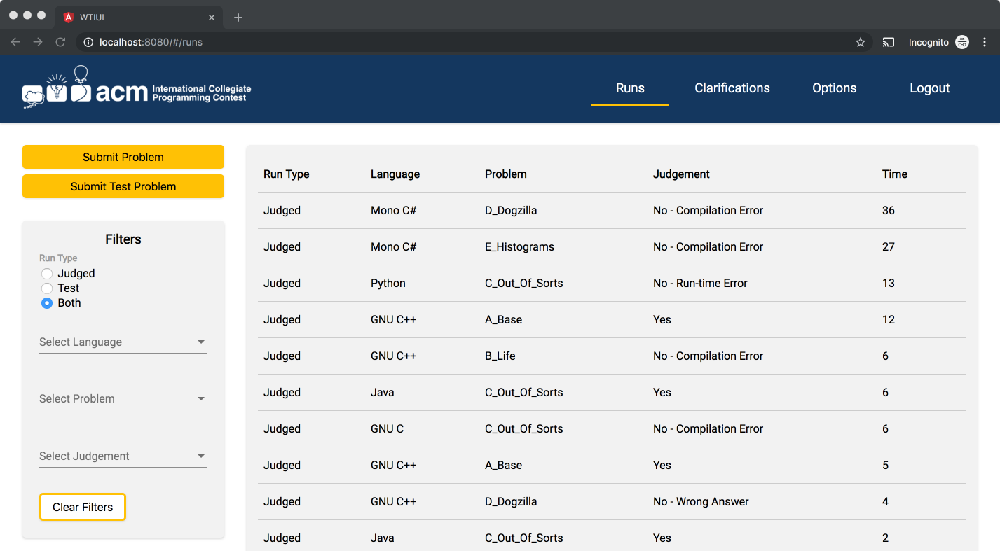 WTIUI
localhost:8080/#/runs
Incognito
acm International Collegiate
Programming Contest
Runs Clarifications Options Logout
Submit Problem
Submit Test Problem
Filters
Run Type
Judged
Test
Both
Select Language
Select Problem
Select Judgement
Clear Filters
Run Type Language Problem Judgement Time
Judged Mono C# D_Dogzilla No - Compilation Error 36
Judged Mono C# E_Histograms No - Compilation Error 27
Judged Python C_Out_Of_Sorts No - Run-time Error 13
Judged GNU C++ A_Base Yes 12
Judged GNU C++ B_Life No - Compilation Error 6
Judged Java C_Out_Of_Sorts Yes 6
Judged GNU C C_Out_Of_Sorts No - Compilation Error 6
Judged GNU C++ A_Base Yes 5
Judged GNU C++ D_Dogzilla No - Wrong Answer 4
Judged Java C_Out_Of_Sorts Yes 2